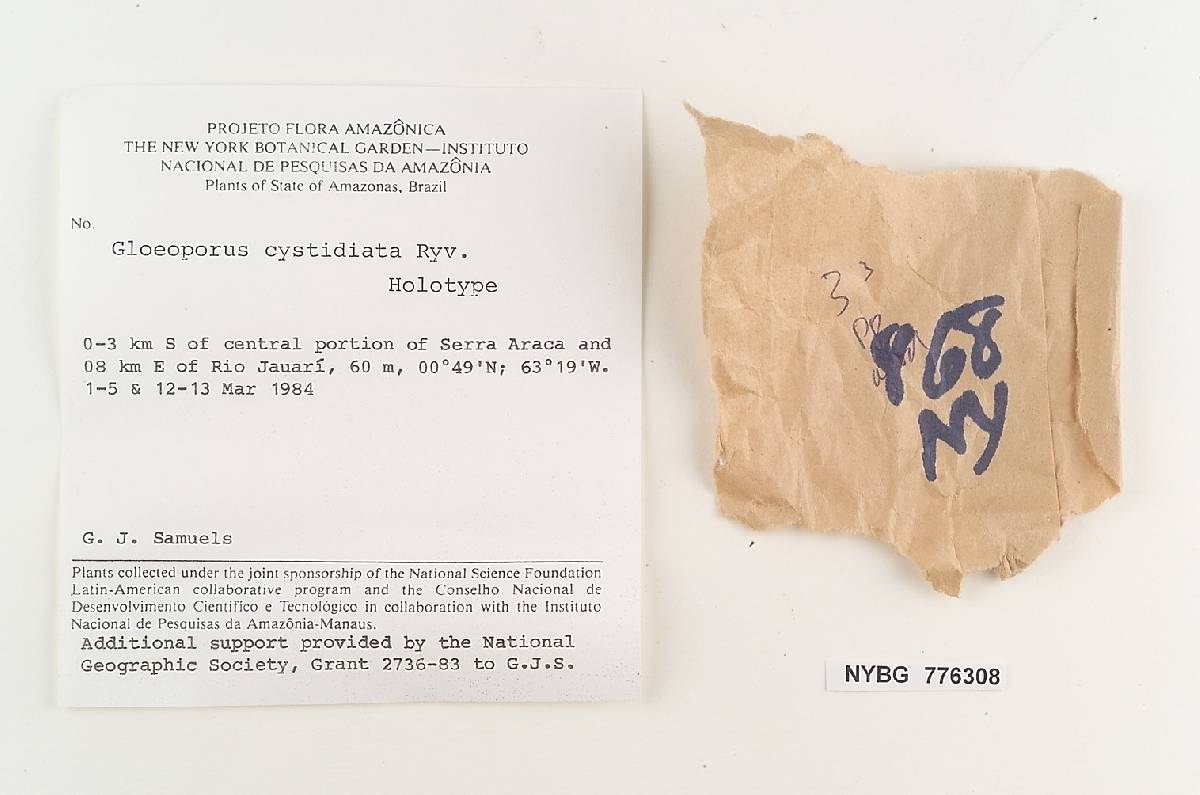 PROJETO FLORA AMAZÔNICA
THE NEW YORK BOTANICAL GARDEN—INSTITUTO
NACIONAL DE PESQUISAS DA AMAZÔNIA
Plants of State of Amazonas, Brazil
No.
Gloeoporus cystidiata Ryv.
Holotype
0-3 km S of central portion of Serra Araca and
08 km E of Rio Jauarí, 60 m, 00°49'N; 63°19'W.
1-5 & 12-13 Mar 1984
G. J. Samuels
Plants collected under the joint sponsorship of the National Science Foundation
Latin-American collaborative program and the Conselho Nacional de
Desenvolvimento Científico e Tecnológico in collaboration with the Instituto
Nacional de Pesquisas da Amazônia-Manaus.
Additional support provided by the National
Geographic Society, Grant 2736-83 to G.J.S.
3 3
868
NY
NYBG 776308